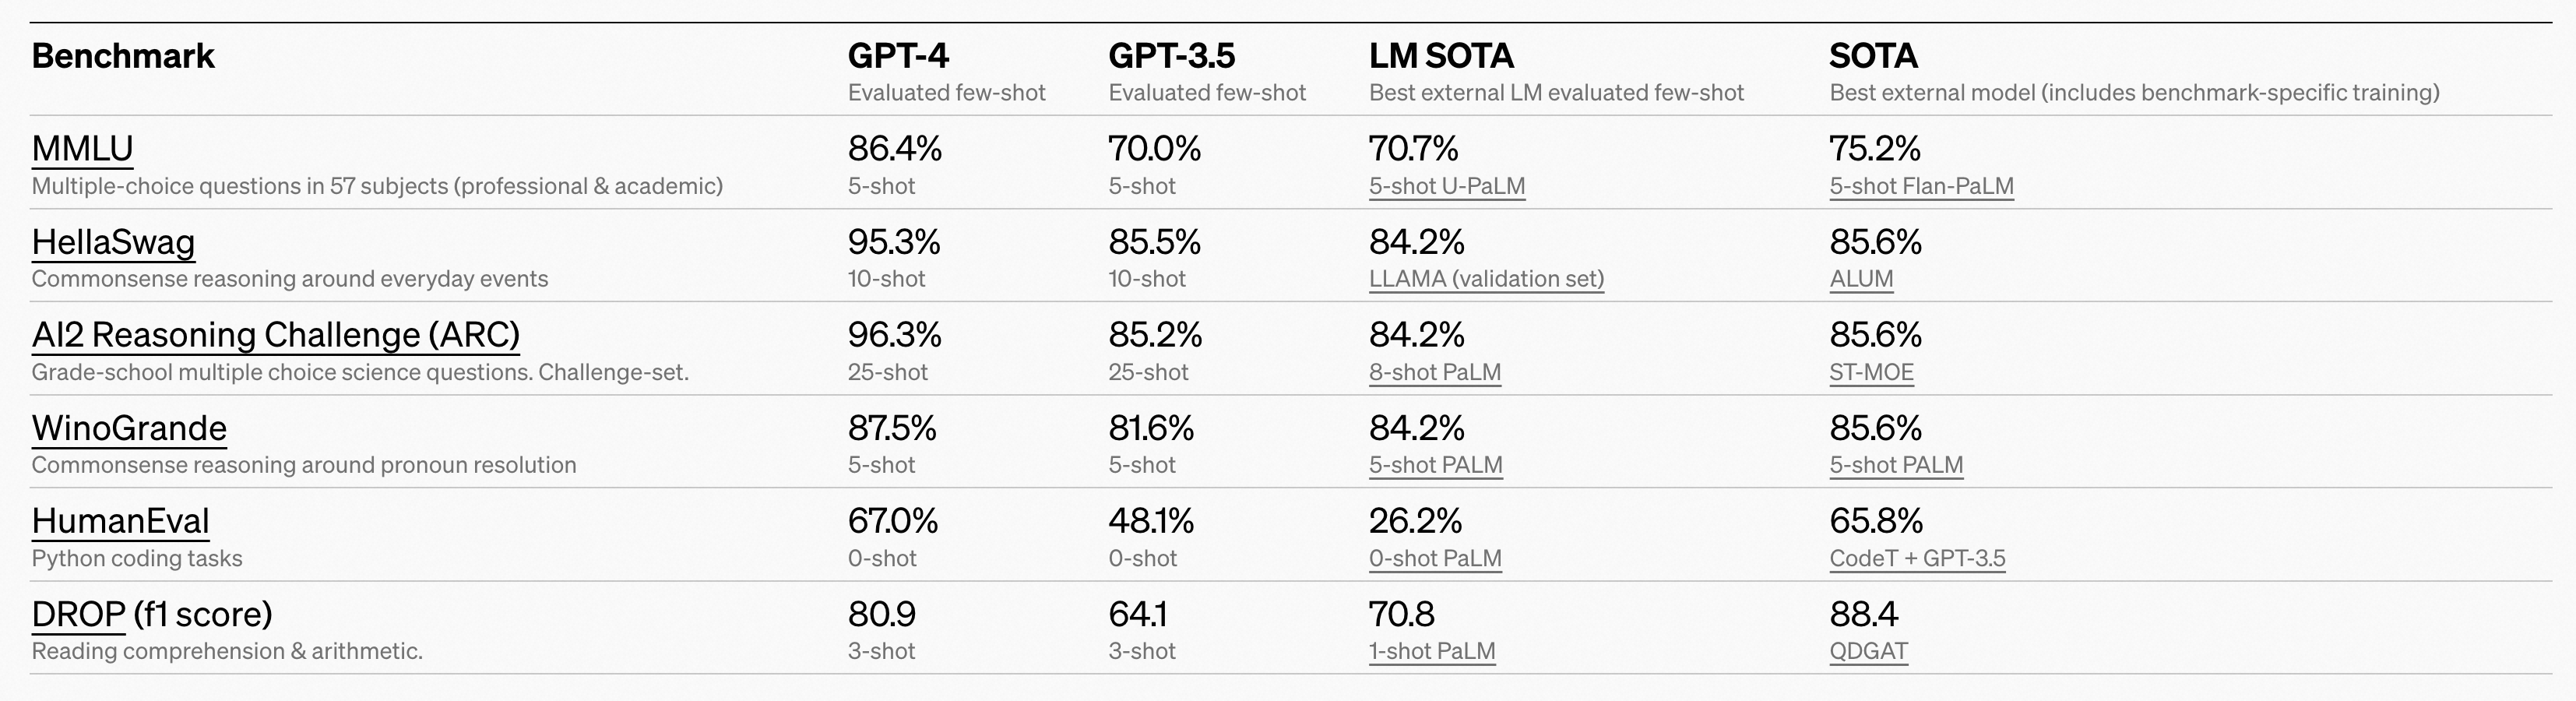 Benchmark GPT-4 GPT-3.5 LM SOTA SOTA
Evaluated few-shot Evaluated few-shot Best external LM evaluated few-shot Best external model (includes benchmark-specific training)
MMLU 86.4% 70.0% 70.7% 75.2%
Multiple-choice questions in 57 subjects (professional & academic) 5-shot 5-shot 5-shot U-PaLM 5-shot Flan-PaLM
HellaSwag 95.3% 85.5% 84.2% 85.6%
Commonsense reasoning around everyday events 10-shot 10-shot LLAMA (validation set) ALUM
AI2 Reasoning Challenge (ARC) 96.3% 85.2% 84.2% 85.6%
Grade-school multiple choice science questions. Challenge-set. 25-shot 25-shot 8-shot PaLM ST-MOE
WinoGrande 87.5% 81.6% 84.2% 85.6%
Commonsense reasoning around pronoun resolution 5-shot 5-shot 5-shot PALM 5-shot PALM
HumanEval 67.0% 48.1% 26.2% 65.8%
Python coding tasks 0-shot 0-shot 0-shot PaLM CodeT + GPT-3.5
DROP (f1 score) 80.9 64.1 70.8 88.4
Reading comprehension & arithmetic. 3-shot 3-shot 1-shot PaLM QDGAT